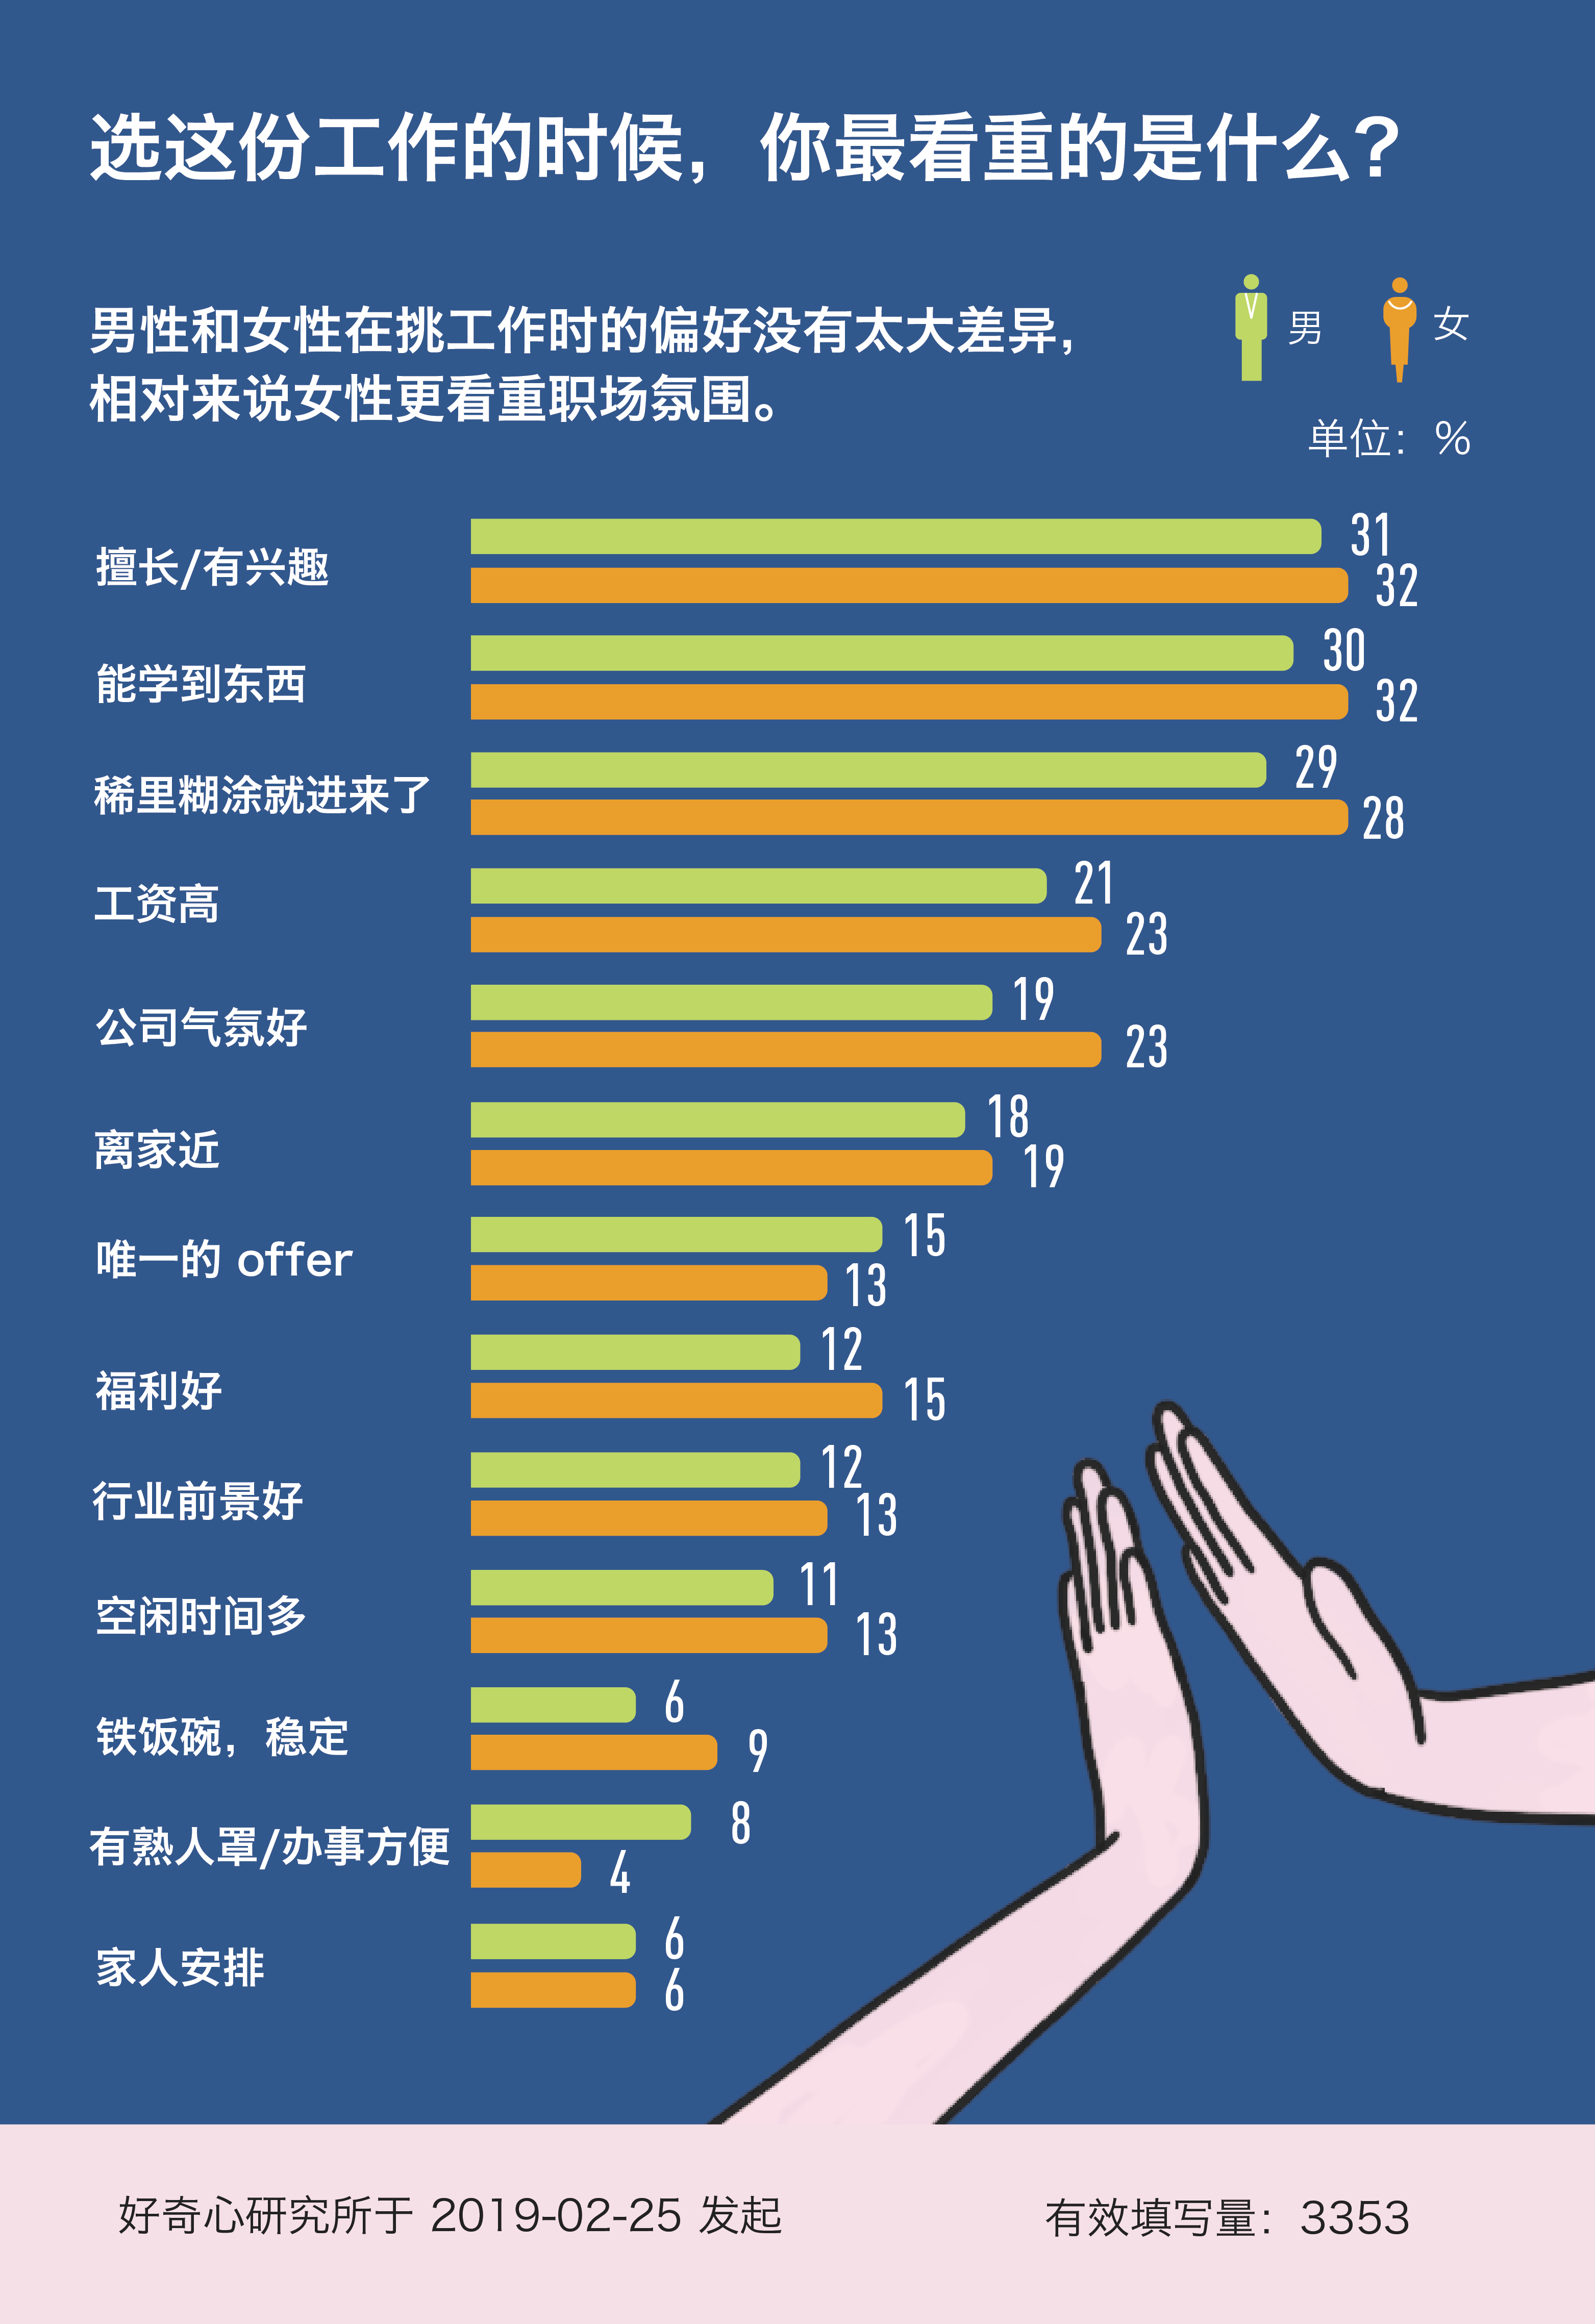 选这份工作的时候，你最看重的是什么？
男性和女性在挑工作时的偏好没有太大差异，
相对来说女性更看重职场氛围。
男 女
单位：%
擅长/有兴趣 31
32
能学到东西 30
32
稀里糊涂就进来了 29
28
工资高 21
23
公司气氛好 19
23
离家近 18
19
唯一的 offer 15
13
福利好 12
15
行业前景好 12
13
空闲时间多 11
13
铁饭碗，稳定 6
9
有熟人罩/办事方便 8
4
家人安排 6
6
好奇心研究所于 2019-02-25 发起 有效填写量：3353